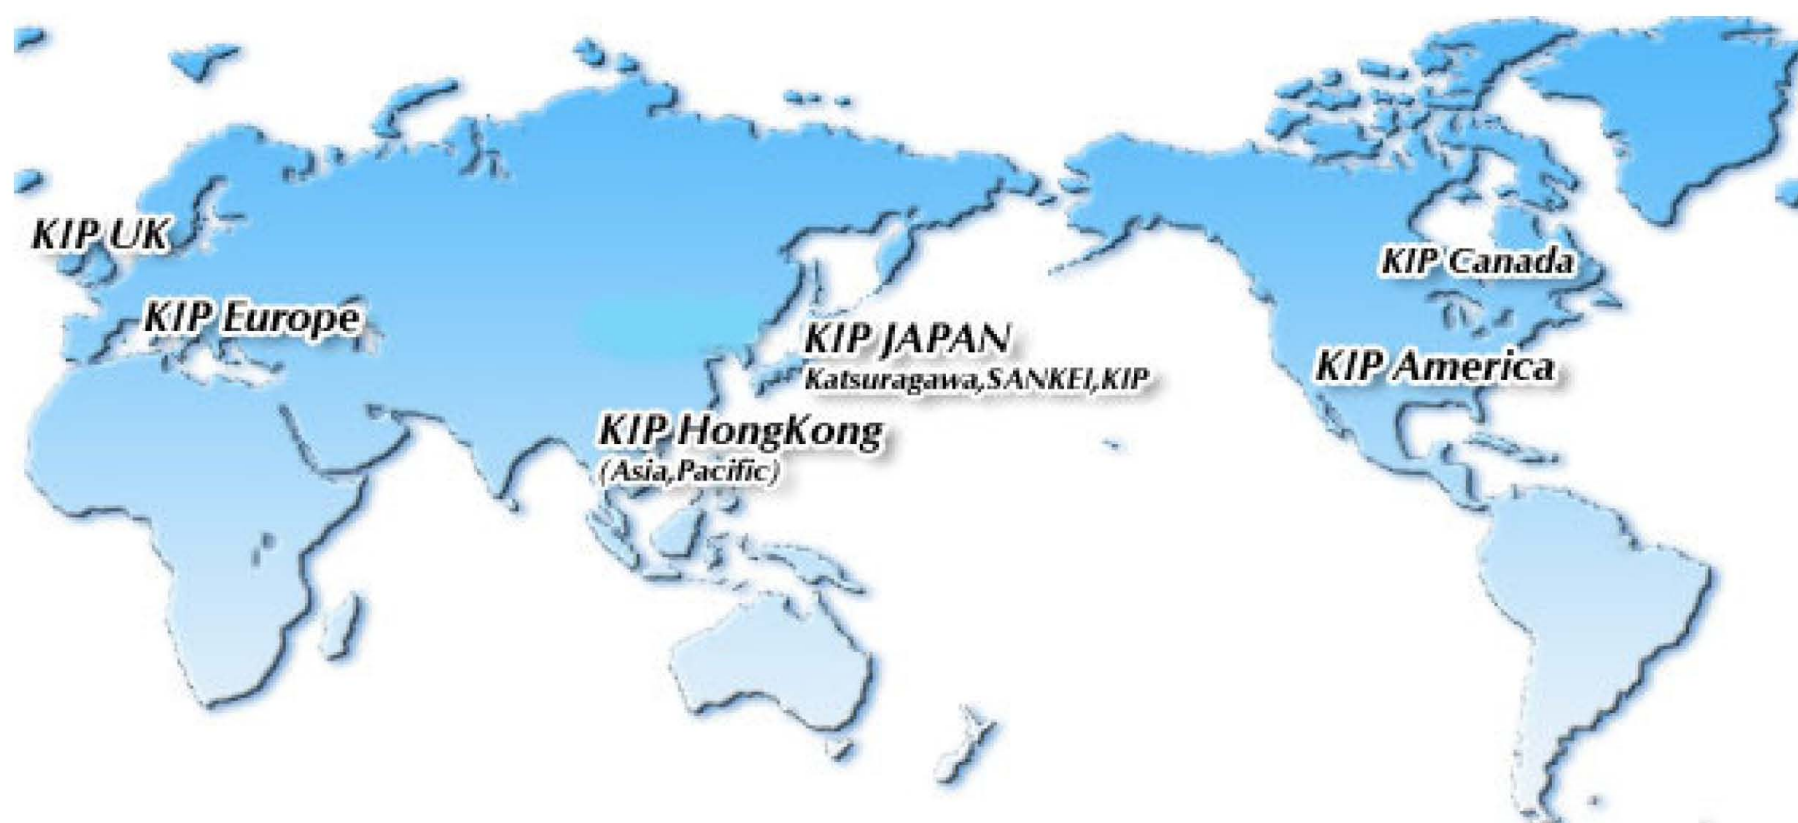 KIP UK
KIP Canada
KIP Europe
KIP JAPAN
Katsuragawa,SANKEI,KIP
KIP America
KIP HongKong
(Asia,Pacific)